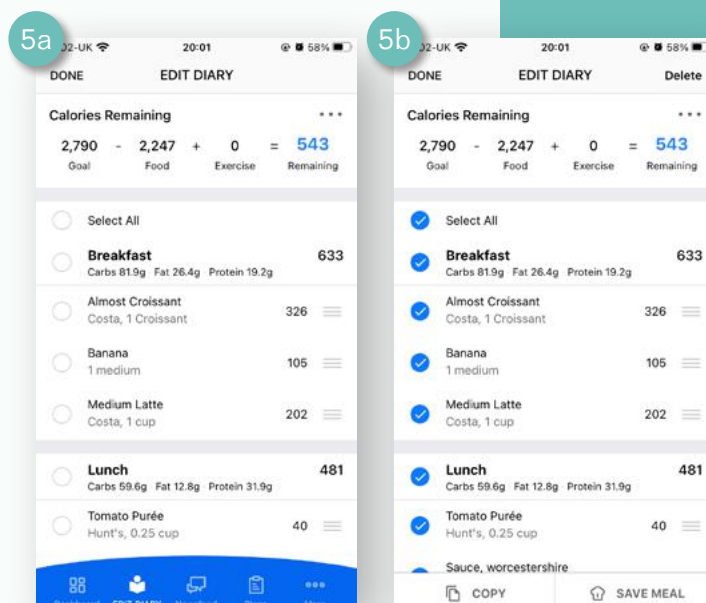 5a
O2-UK 20:01 58%
DONE EDIT DIARY
Calories Remaining
2,790 - 2,247 + 0 = 543
Goal Food Exercise Remaining
Select All
Breakfast 633
Carbs 81.9g Fat 26.4g Protein 19.2g
Almost Croissant
Costa, 1 Croissant
326
Banana
1 medium
105
Medium Latte
Costa, 1 cup
202
Lunch 481
Carbs 59.6g Fat 12.8g Protein 31.9g
Tomato Purée
Hunt's, 0.25 cup
40
EDIT DIARY
5b
2-UK 20:01 58%
DONE EDIT DIARY Delete
Calories Remaining
2,790 - 2,247 + 0 = 543
Goal Food Exercise Remaining
Select All
Breakfast 633
Carbs 81.9g Fat 26.4g Protein 19.2g
Almost Croissant
Costa, 1 Croissant
326
Banana
1 medium
105
Medium Latte
Costa, 1 cup
202
Lunch 481
Carbs 59.6g Fat 12.8g Protein 31.9g
Tomato Purée
Hunt's, 0.25 cup
40
Sauce, worcestershire
COPY SAVE MEAL